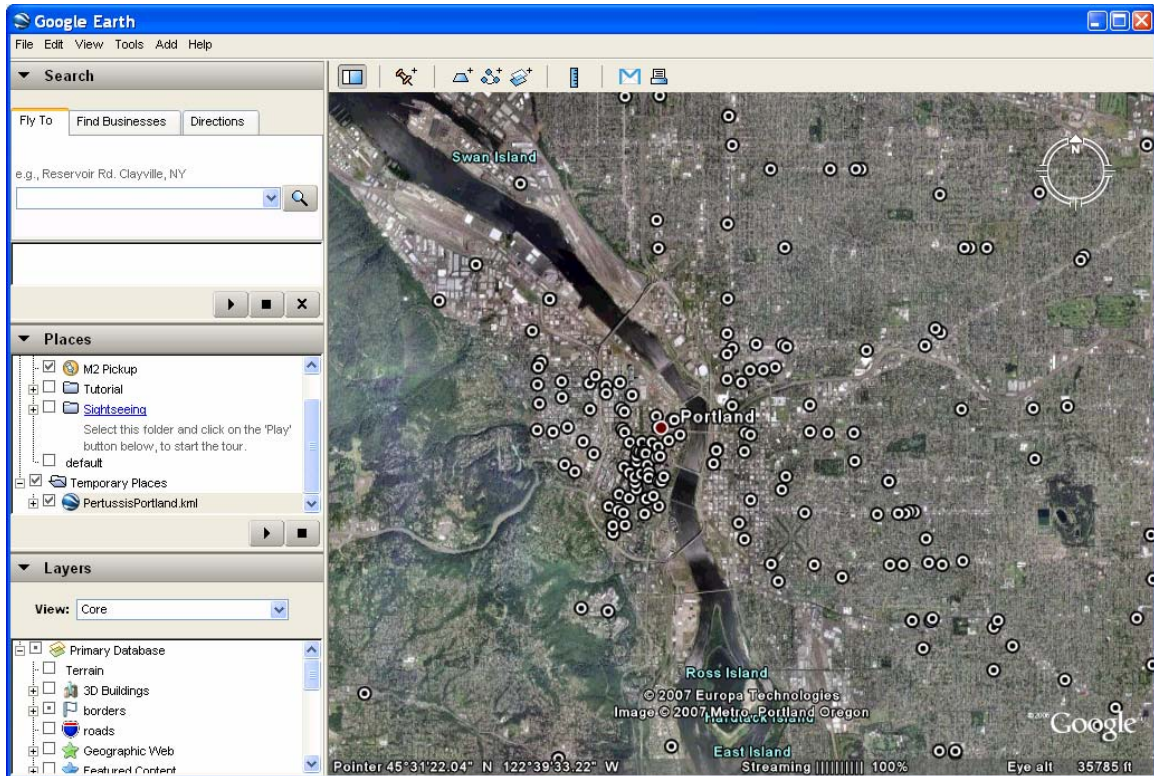 Google Earth
File Edit View Tools Add Help
Search
Fly To Find Businesses Directions
e.g., Reservoir Rd. Clayville, NY
Places
M2 Pickup
Tutorial
Sightseeing
Select this folder and click on the 'Play'
button below, to start the tour.
default
Temporary Places
PertussisPortland.kml
Layers
View: Core
Primary Database
Terrain
3D Buildings
borders
roads
Geographic Web
Featured Content
N
Swan Island
Portland
Ross Island
© 2007 Europa Technologies
Image © 2007 Metro, Portland Oregon
Hardtack Island
East Island
Google
Pointer 45°31'22.04" N 122°39'33.22" W Streaming ||||||||| 100% Eye alt 35785 ft